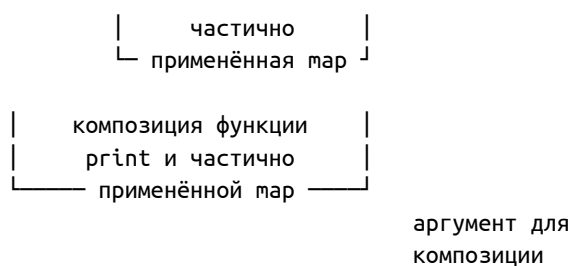 частично
применённая map
композиция функции
print и частично
применённой map
аргумент для
композиции